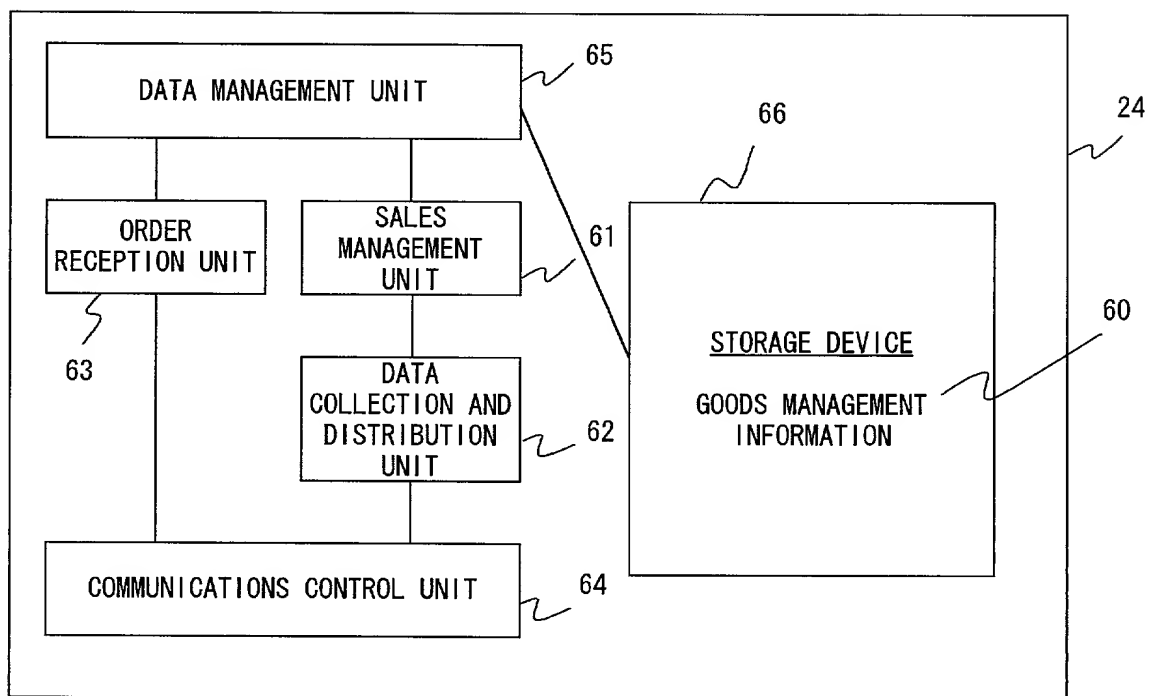 65
DATA MANAGEMENT UNIT
24
66
ORDER
RECEPTION UNIT
SALES
MANAGEMENT
UNIT
61
63
60
STORAGE DEVICE
GOODS MANAGEMENT
INFORMATION
DATA
COLLECTION AND
DISTRIBUTION
UNIT
62
COMMUNICATIONS CONTROL UNIT
64